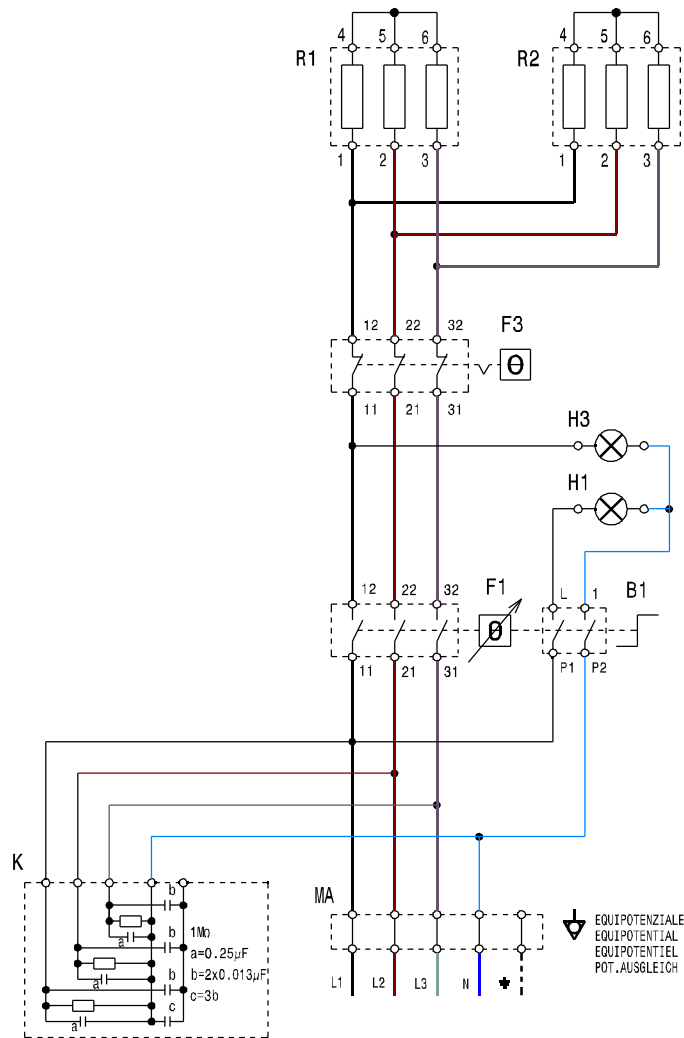 4 5 6 4 5 6
R1 R2
1 2 3 1 2 3
12 22 32 F3
11 21 31
H3
H1
12 22 32 F1 L 1 B1
11 21 31 P1 P2
K
b
MA
1MΩ
a
b
a=0.25µF
b=2x0.013µF
a
b
c=3b
c
a
EQUIPOTENZIALE
EQUIPOTENTIAL
EQUIPOTENTIEL
POT.AUSGLEICH
L1 L2 L3 N